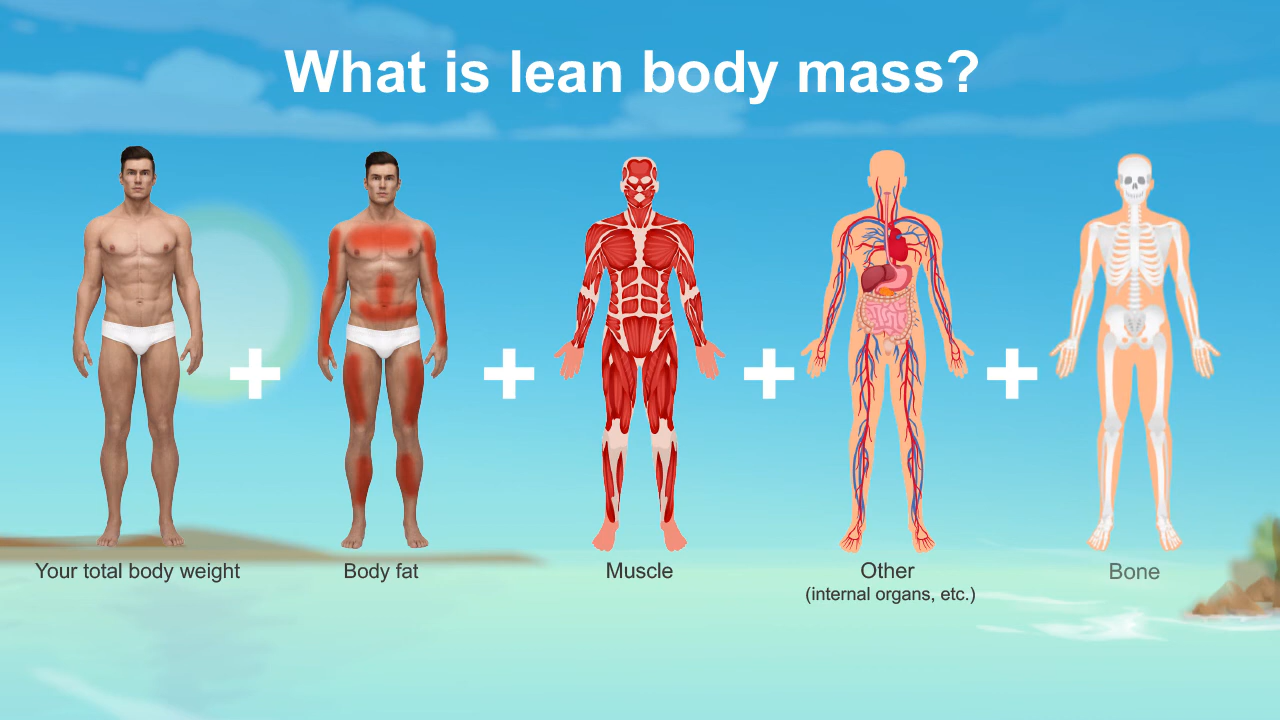 What is lean body mass?
+ + + +
Your total body weight
Body fat
Muscle
Other
(internal organs, etc.)
Bone